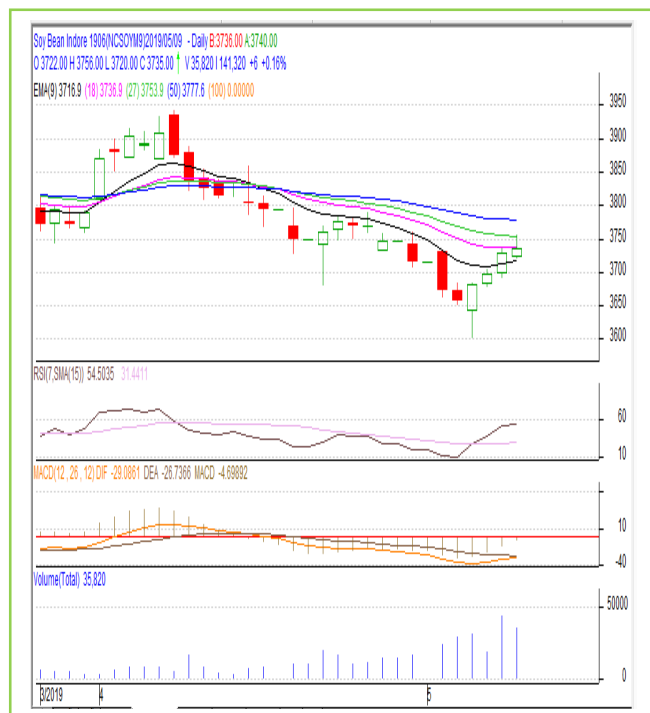 Soy Bean Indore 1906(NCSOYM9)2019/05/09 - Daily B:3736.00 A:3740.00
O 3722.00 H 3756.00 L 3720.00 C 3735.00 ↑ V 35,820 I 141,320 +6 +0.16%
EMA(9) 3716.9 (18) 3736.9 (27) 3753.9 (50) 3777.6 (100) 0.00000
3950
3900
3850
3800
3750
3700
3650
3600
RSI(7,SMA(15)) 54.5035 31.4411
60
10
MACD(12 , 26 , 12) DIF -29.0861 DEA -26.7366 MACD -4.69892
10
-40
Volume(Total) 35,820
50000
0
3/2019 4 5